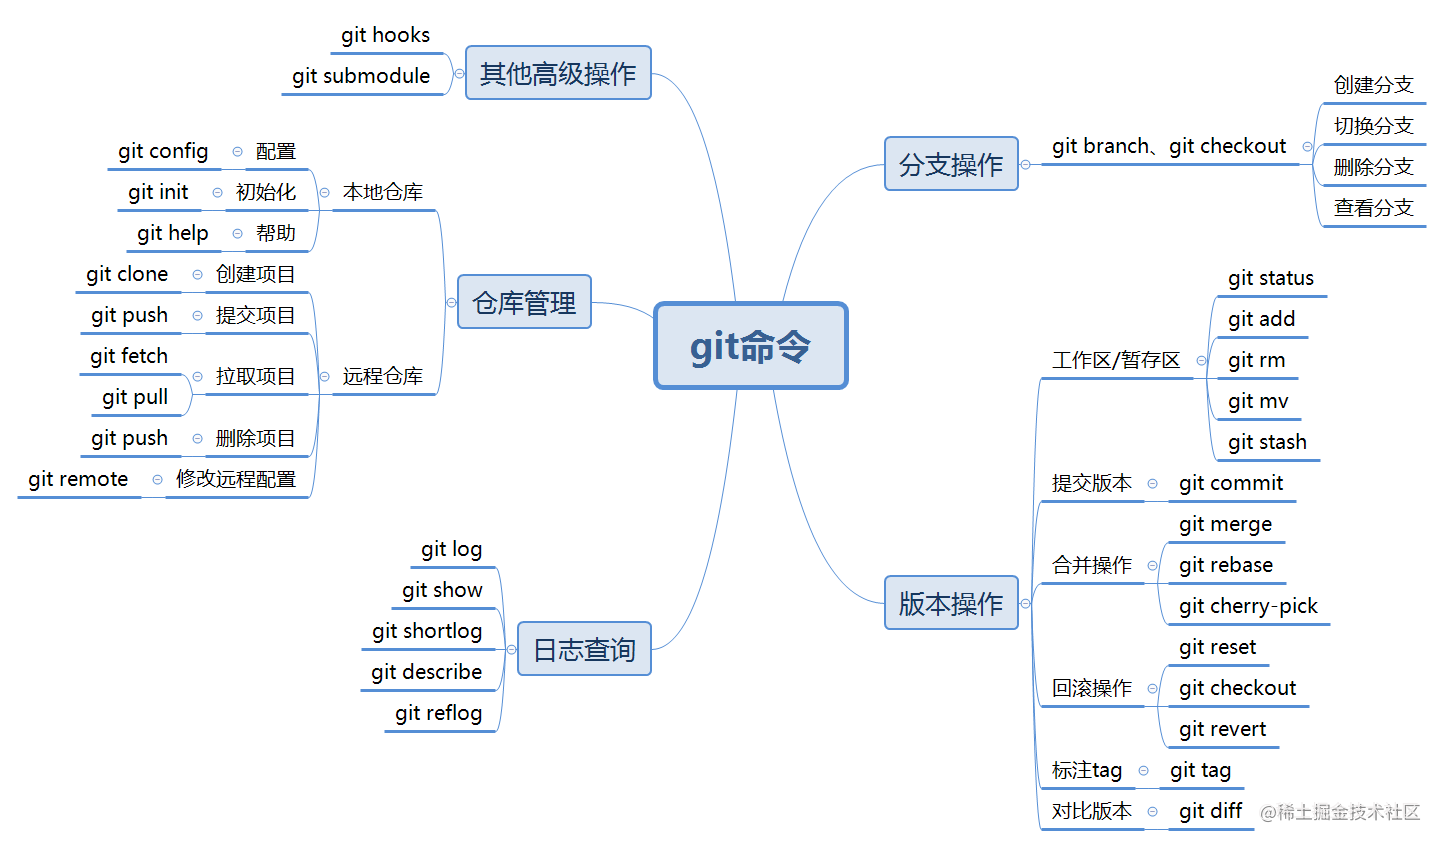 git命令
其他高级操作
git hooks
git submodule
仓库管理
本地仓库
配置
git config
初始化
git init
帮助
git help
远程仓库
创建项目
git clone
提交项目
git push
拉取项目
git fetch
git pull
删除项目
git push
修改远程配置
git remote
日志查询
git log
git show
git shortlog
git describe
git reflog
分支操作
git branch、git checkout
创建分支
切换分支
删除分支
查看分支
版本操作
工作区/暂存区
git status
git add
git rm
git mv
git stash
提交版本
git commit
合并操作
git merge
git rebase
git cherry-pick
回滚操作
git reset
git checkout
git revert
标注tag
git tag
对比版本
git diff
@稀土掘金技术社区